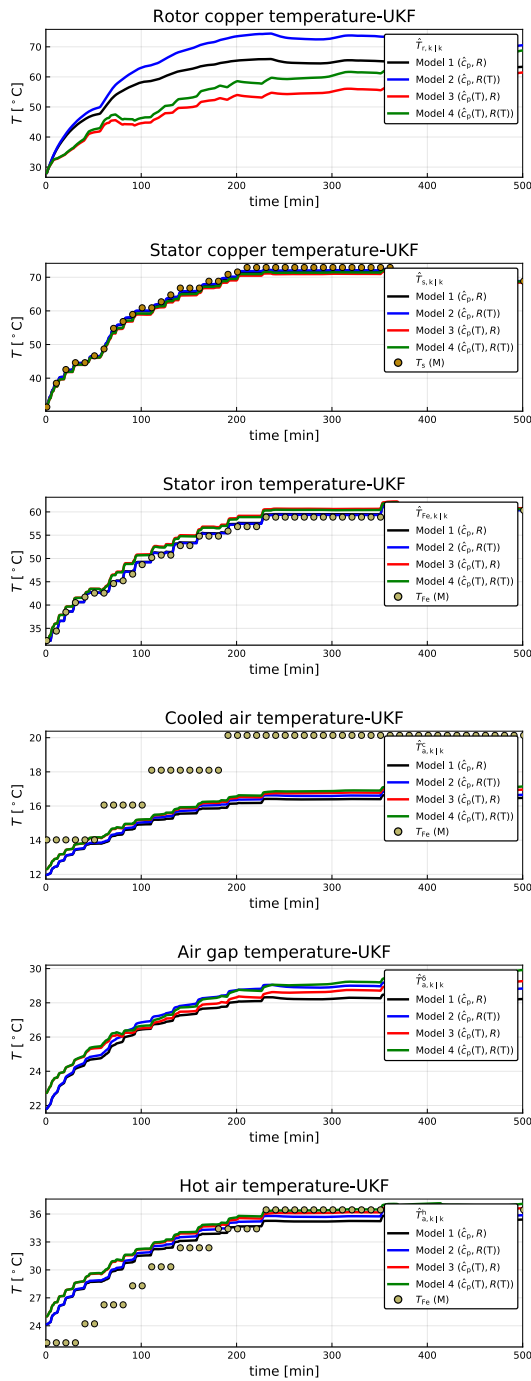 Rotor copper temperature-UKF
T [°C]
70
60
50
40
30
T̂r,k|k
Model 1 (ĉp, R)
Model 2 (ĉp, R(T))
Model 3 (ĉp(T), R)
Model 4 (ĉp(T), R(T))
0 100 200 300 400 500
time [min]
Stator copper temperature-UKF
T [°C]
70
60
50
40
T̂s,k|k
Model 1 (ĉp, R)
Model 2 (ĉp, R(T))
Model 3 (ĉp(T), R)
Model 4 (ĉp(T), R(T))
Ts (M)
0 100 200 300 400 500
time [min]
Stator iron temperature-UKF
T [°C]
60
55
50
45
40
35
T̂Fe,k|k
Model 1 (ĉp, R)
Model 2 (ĉp, R(T))
Model 3 (ĉp(T), R)
Model 4 (ĉp(T), R(T))
TFe (M)
0 100 200 300 400 500
time [min]
Cooled air temperature-UKF
T [°C]
20
18
16
14
12
T̂ca,k|k
Model 1 (ĉp, R)
Model 2 (ĉp, R(T))
Model 3 (ĉp(T), R)
Model 4 (ĉp(T), R(T))
TFe (M)
0 100 200 300 400 500
time [min]
Air gap temperature-UKF
T [°C]
30
28
26
24
22
T̂δa,k|k
Model 1 (ĉp, R)
Model 2 (ĉp, R(T))
Model 3 (ĉp(T), R)
Model 4 (ĉp(T), R(T))
0 100 200 300 400 500
time [min]
Hot air temperature-UKF
T [°C]
36
33
30
27
24
T̂ha,k|k
Model 1 (ĉp, R)
Model 2 (ĉp, R(T))
Model 3 (ĉp(T), R)
Model 4 (ĉp(T), R(T))
TFe (M)
0 100 200 300 400 500
time [min]